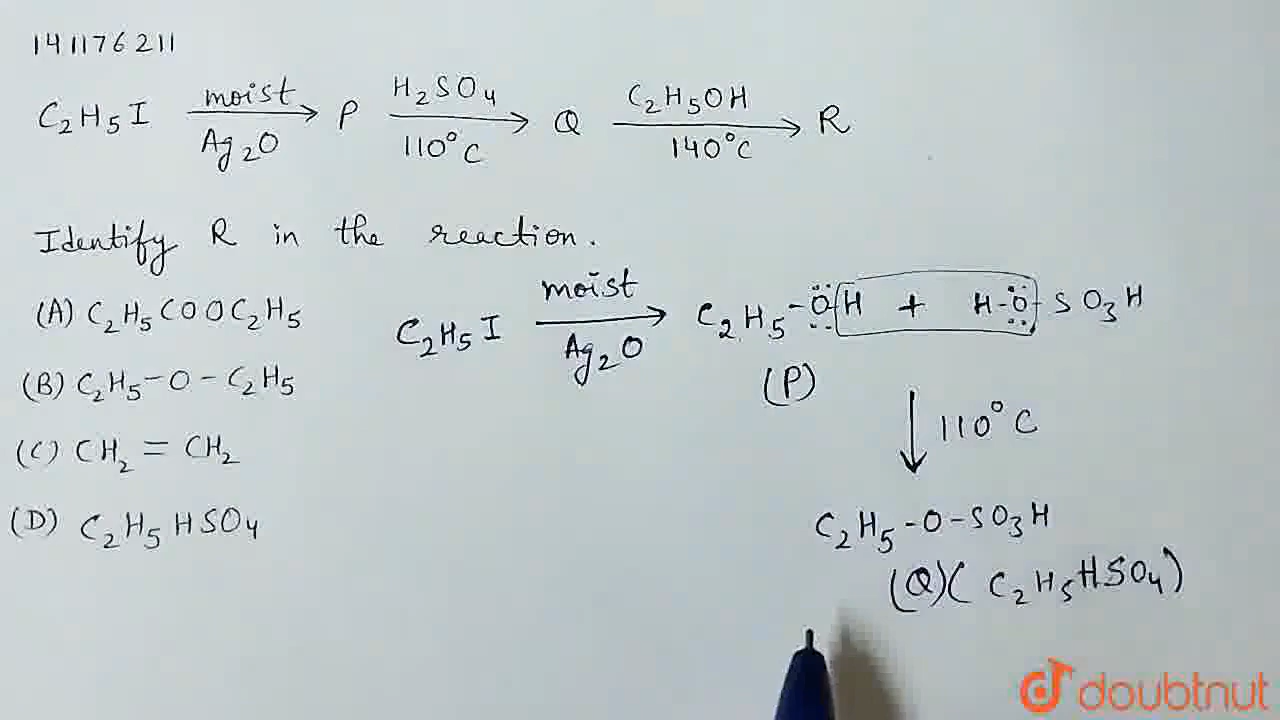 141176211
C₂H₅I moist Ag₂O → P H₂SO₄ 110°C → Q C₂H₅OH 140°C → R
Identify R in the reaction.
(A) C₂H₅COOC₂H₅
(B) C₂H₅-O-C₂H₅
(C) CH₂=CH₂
(D) C₂H₅HSO₄
C₂H₅I moist Ag₂O → C₂H₅-OH + H-O-SO₃H
(P)
↓ 110°C
C₂H₅-O-SO₃H
(Q)(C₂H₅HSO₄)
doubtnut